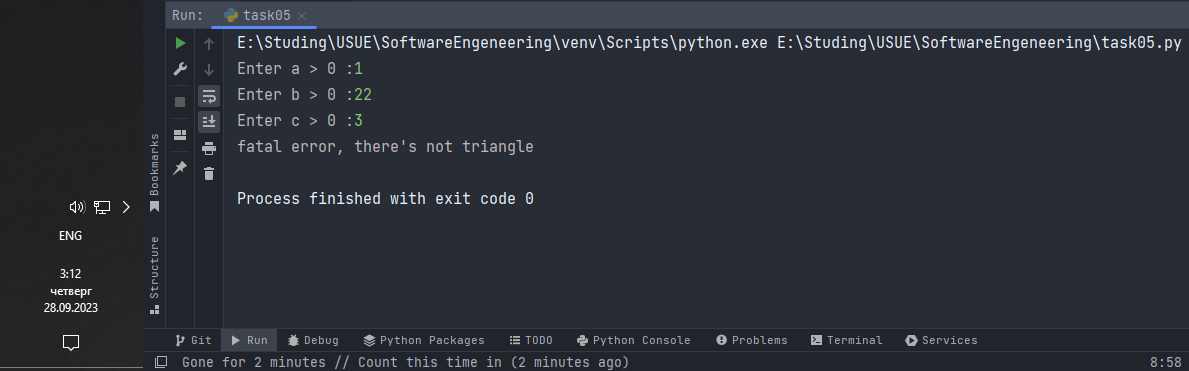 Run: task05
E:\Studing\USUE\SoftwareEngeneering\venv\Scripts\python.exe E:\Studing\USUE\SoftwareEngeneering\task05.py
Enter a > 0 :1
Enter b > 0 :22
Enter c > 0 :3
fatal error, there's not triangle
Process finished with exit code 0
Bookmarks
Structure
ENG
3:12
четверг
28.09.2023
Git Run Debug Python Packages TODO Python Console Problems Terminal Services
Gone for 2 minutes // Count this time in (2 minutes ago) 8:58